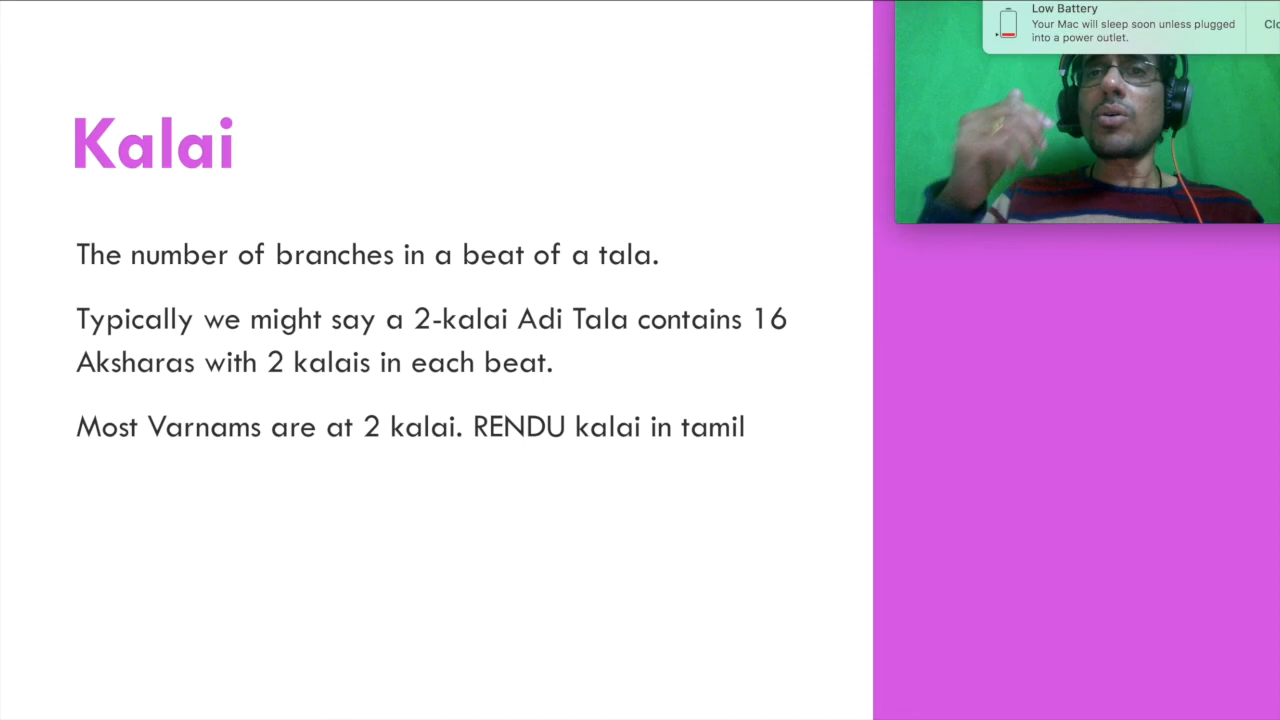 Kalai
The number of branches in a beat of a tala.
Typically we might say a 2-kalai Adi Tala contains 16
Aksharas with 2 kalais in each beat.
Most Varnams are at 2 kalai. RENDU kalai in tamil
Low Battery
Your Mac will sleep soon unless plugged
into a power outlet.